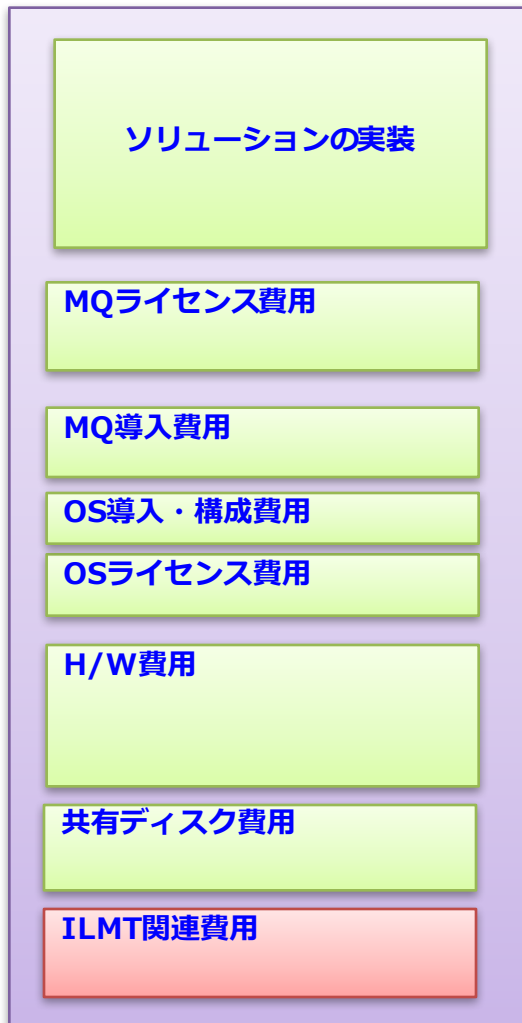 ソリューションの実装
MQライセンス費用
MQ導入費用
OS導入・構成費用
OSライセンス費用
H/W費用
共有ディスク費用
ILMT関連費用